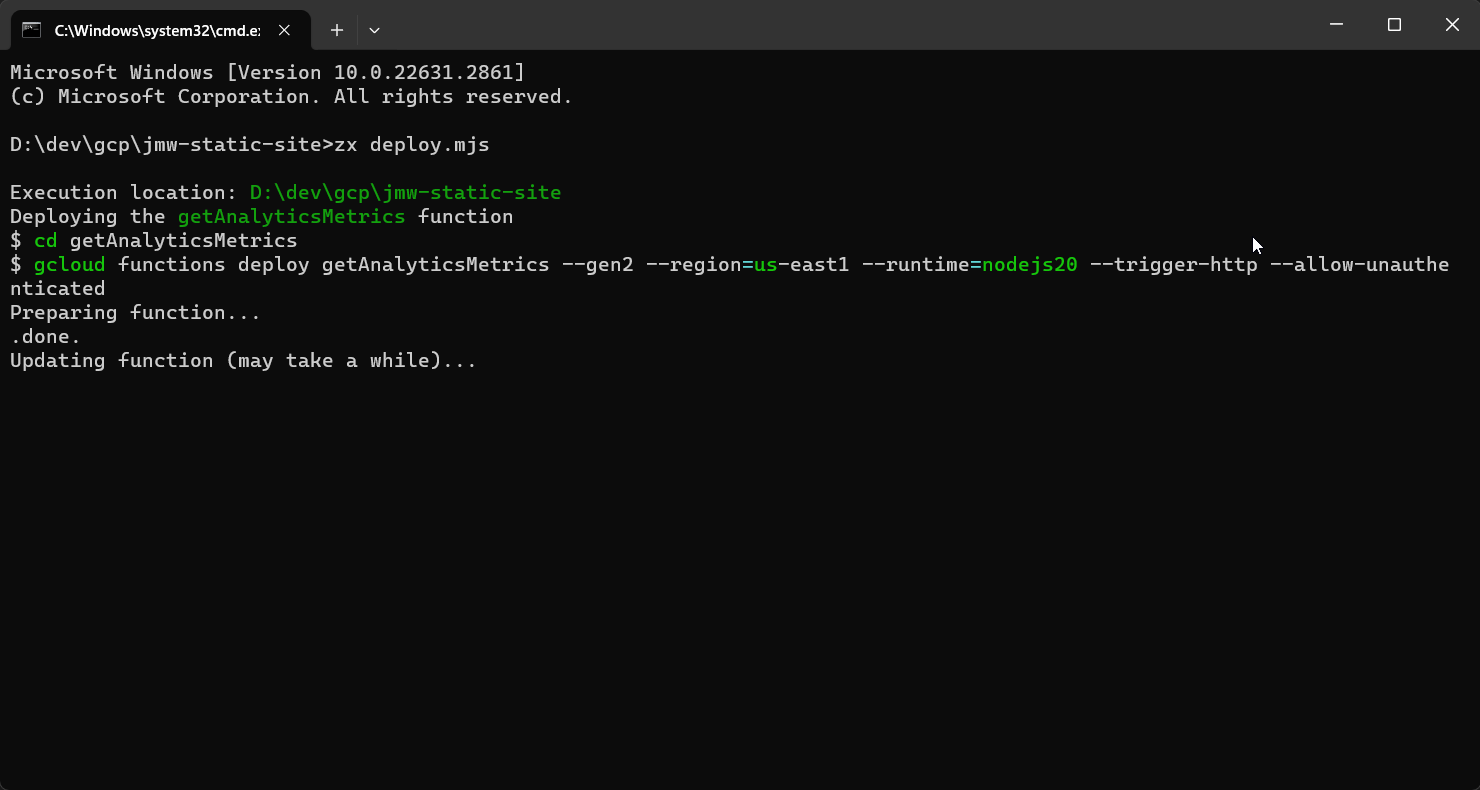 C:\Windows\system32\cmd.e
Microsoft Windows [Version 10.0.22631.2861]
(c) Microsoft Corporation. All rights reserved.
D:\dev\gcp\jmw-static-site>zx deploy.mjs
Execution location: D:\dev\gcp\jmw-static-site
Deploying the getAnalyticsMetrics function
$ cd getAnalyticsMetrics
$ gcloud functions deploy getAnalyticsMetrics --gen2 --region=us-east1 --runtime=nodejs20 --trigger-http --allow-unauthe
nticated
Preparing function...
.done.
Updating function (may take a while)...